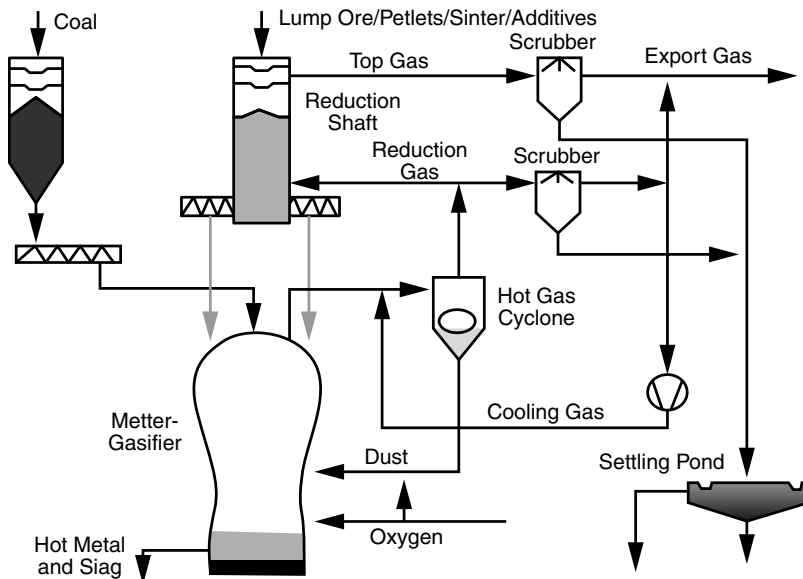 Coal
Lump Ore/Petlets/Sinter/Additives
Scrubber
Top Gas
Export Gas
Reduction
Shaft
Reduction
Gas
Scrubber
Hot Gas
Cyclone
Metter-
Gasifier
Cooling Gas
Dust
Settling Pond
Oxygen
Hot Metal
and Siag